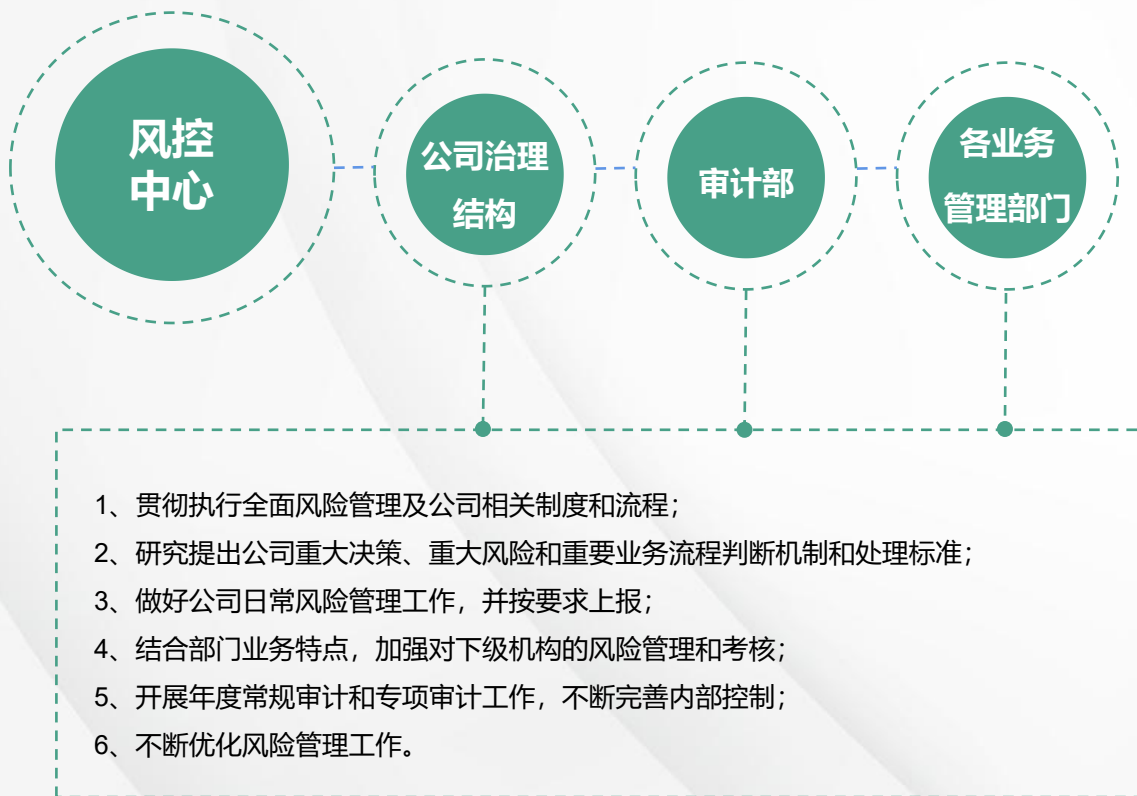 风控
中心
公司治理
结构
审计部
各业务
管理部门
1、贯彻执行全面风险管理及公司相关制度和流程；
2、研究提出公司重大决策、重大风险和重要业务流程判断机制和处理标准；
3、做好公司日常风险管理工作，并按要求上报；
4、结合部门业务特点，加强对下级机构的风险管理和考核；
5、开展年度常规审计和专项审计工作，不断完善内部控制；
6、不断优化风险管理工作。